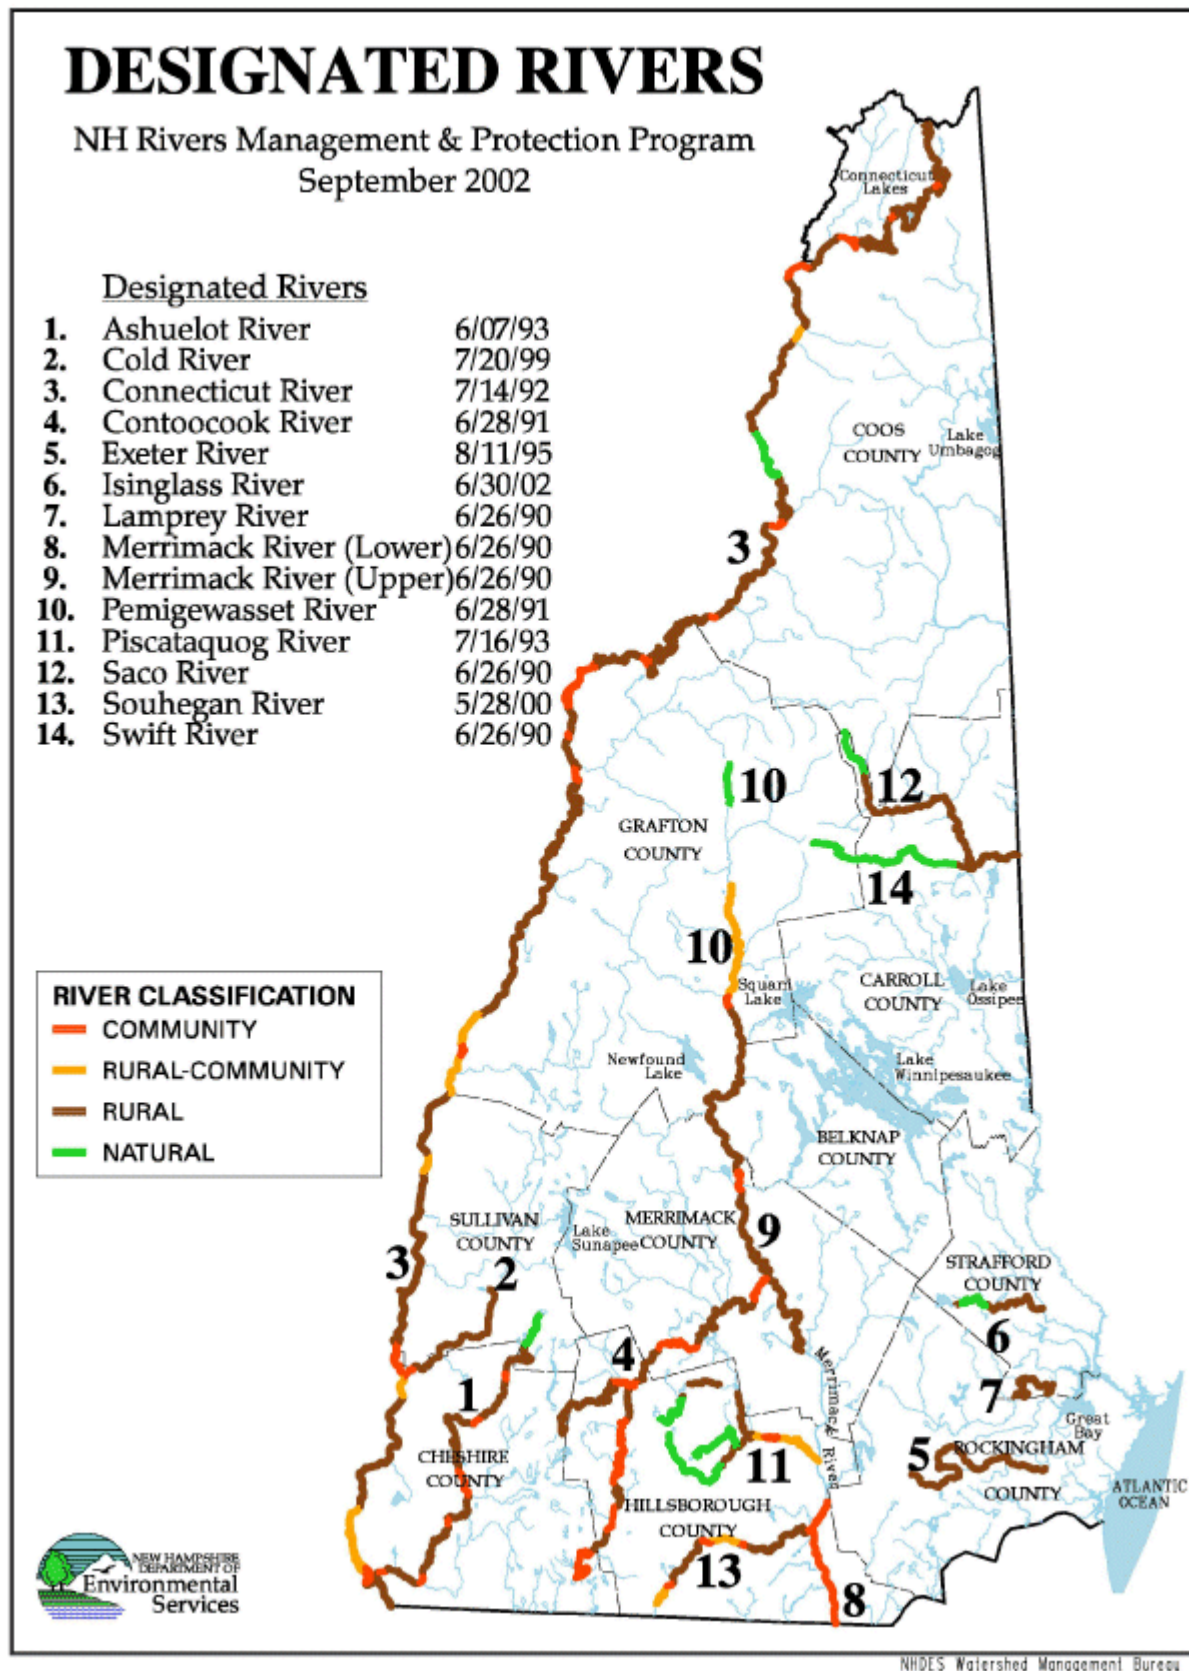 DESIGNATED RIVERS
NH Rivers Management & Protection Program
September 2002
Designated Rivers
1. Ashuelot River 6/07/93
2. Cold River 7/20/99
3. Connecticut River 7/14/92
4. Contoocook River 6/28/91
5. Exeter River 8/11/95
6. Isinglass River 6/30/02
7. Lamprey River 6/26/90
8. Merrimack River (Lower) 6/26/90
9. Merrimack River (Upper) 6/26/90
10. Pemigewasset River 6/28/91
11. Piscataquog River 7/16/93
12. Saco River 6/26/90
13. Souhegan River 5/28/00
14. Swift River 6/26/90
Connecticut
Lakes
COOS
COUNTY
Lake
Umbagog
3
10
12
GRAFTON
COUNTY
14
10
Squam
Lake
CARROLL
COUNTY
Lake
Ossipee
RIVER CLASSIFICATION
COMMUNITY
RURAL-COMMUNITY
RURAL
NATURAL
Newfound
Lake
Lake
Winnipesaukee
BELKNAP
COUNTY
SULLIVAN
COUNTY
Lake
Sunapee
MERRIMACK
COUNTY
9
3
2
STRAFFORD
COUNTY
6
4
Merrimack River
1
7
Great
Bay
CHESHIRE
COUNTY
11
5
ROCKINGHAM
COUNTY
ATLANTIC
OCEAN
HILLSBOROUGH
COUNTY
13
8
NEW HAMPSHIRE
DEPARTMENT OF
Environmental
Services
NHDES Watershed Management Bureau